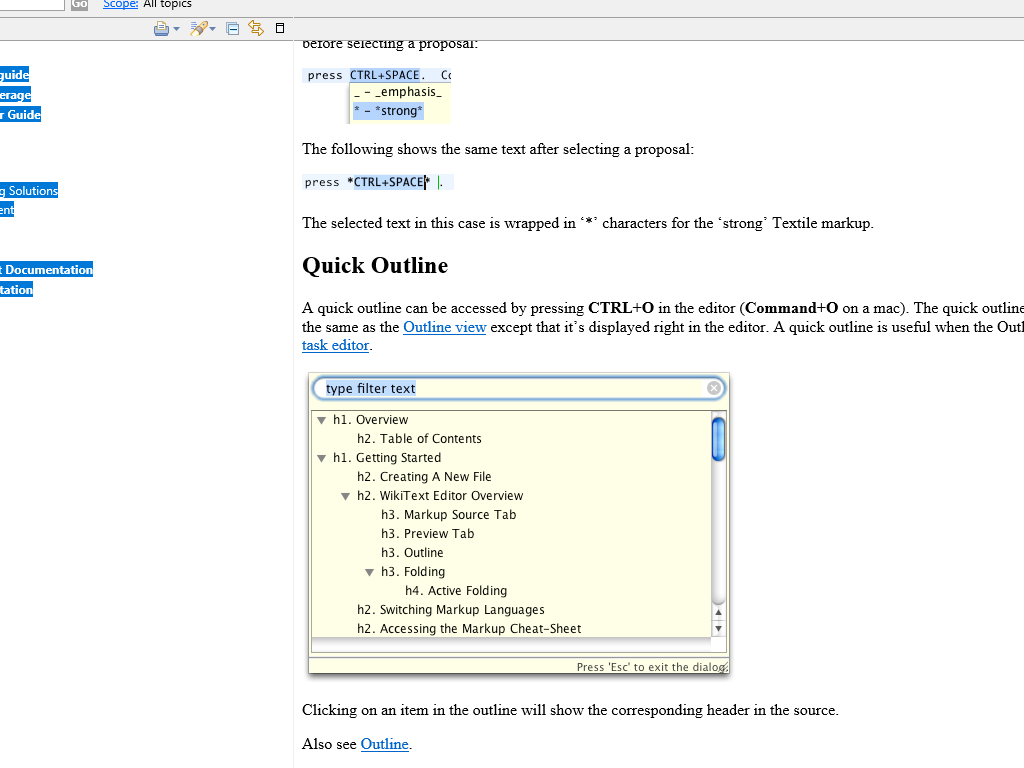 Go Scope: All topics
guide
erage
r Guide
g Solutions
ent
t Documentation
tation
before selecting a proposal:
press CTRL+SPACE. Co
_ - _emphasis_
* - *strong*
The following shows the same text after selecting a proposal:
press *CTRL+SPACE* .
The selected text in this case is wrapped in ‘*’ characters for the ‘strong’ Textile markup.
Quick Outline
A quick outline can be accessed by pressing CTRL+O in the editor (Command+O on a mac). The quick outline
the same as the Outline view except that it’s displayed right in the editor. A quick outline is useful when the Outl
task editor.
type filter text
h1. Overview
h2. Table of Contents
h1. Getting Started
h2. Creating A New File
h2. WikiText Editor Overview
h3. Markup Source Tab
h3. Preview Tab
h3. Outline
h3. Folding
h4. Active Folding
h2. Switching Markup Languages
h2. Accessing the Markup Cheat-Sheet
Press 'Esc' to exit the dialog.
Clicking on an item in the outline will show the corresponding header in the source.
Also see Outline.